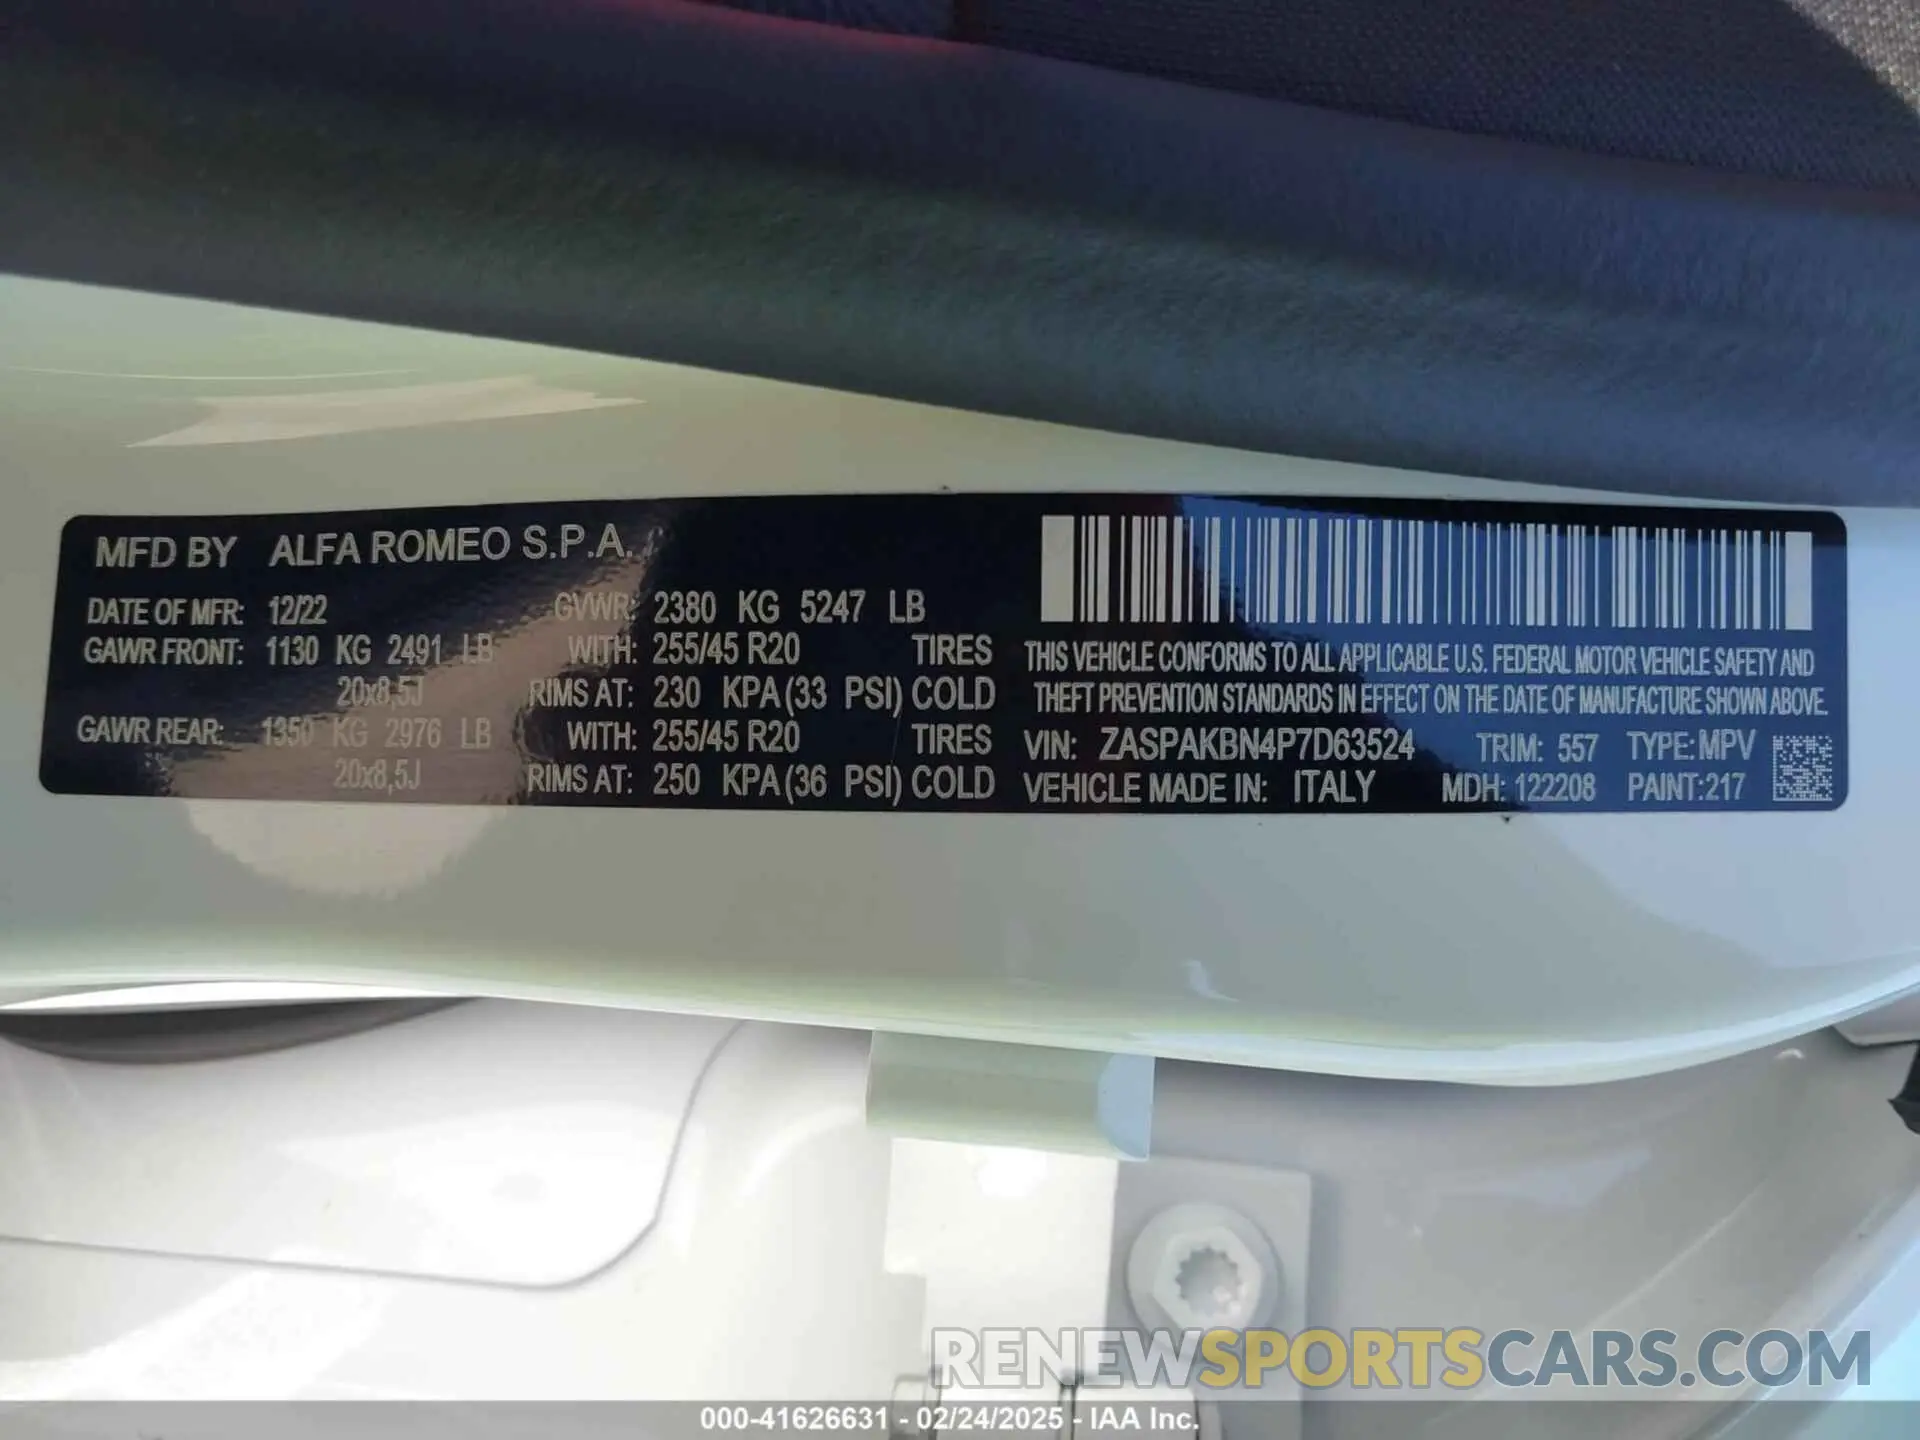 MFD BY ALFA ROMEO S.P.A.
DATE OF MFR: 12/22 GVWR: 2380 KG 5247 LB
GAWR FRONT: 1130 KG 2491 LB WITH: 255/45 R20 TIRES
20x8,5J RIMS AT: 230 KPA (33 PSI) COLD
GAWR REAR: 1350 KG 2976 LB WITH: 255/45 R20 TIRES
20x8,5J RIMS AT: 250 KPA (36 PSI) COLD
THIS VEHICLE CONFORMS TO ALL APPLICABLE U.S. FEDERAL MOTOR VEHICLE SAFETY AND
THEFT PREVENTION STANDARDS IN EFFECT ON THE DATE OF MANUFACTURE SHOWN ABOVE.
VIN: ZASPAKBN4P7D63524 TRIM: 557 TYPE: MPV
VEHICLE MADE IN: ITALY MDH: 122208 PAINT: 217
RENEWSPORTSCARS.COM
000-41626631 - 02/24/2025 - IAA Inc.